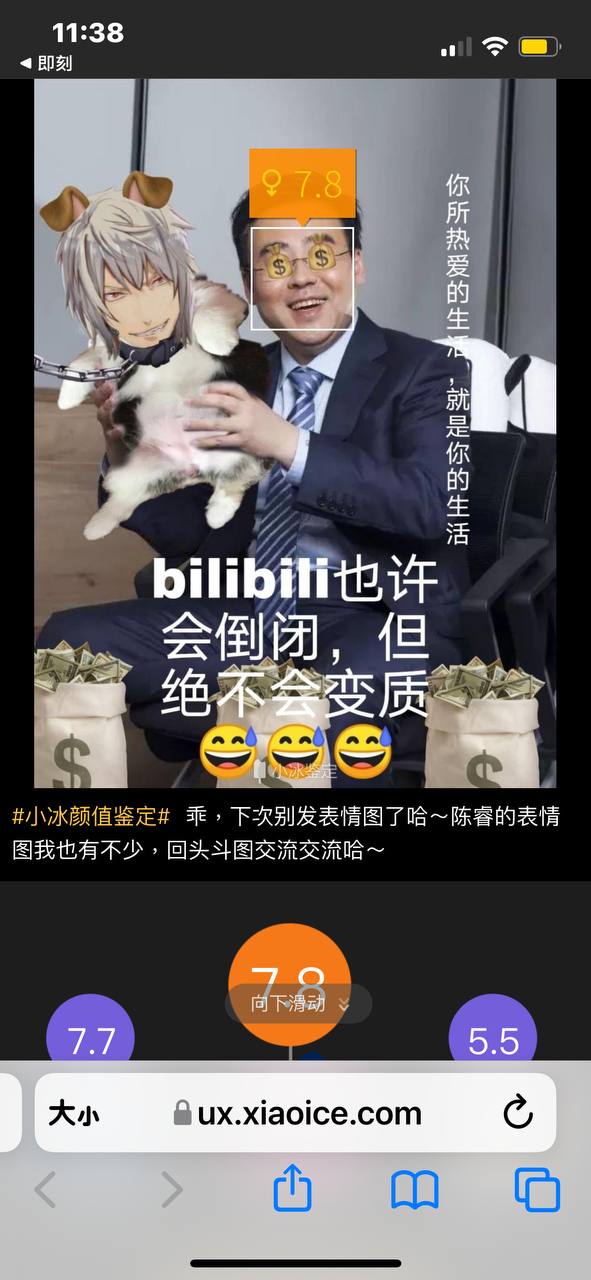 11:38
◀ 即刻
♀ 7.8
你所热爱的生活，就是你的生活
bilibili也许
会倒闭，但
绝不会变质
小冰鉴定
$
$
#小冰颜值鉴定# 乖，下次别发表情图了哈～陈睿的表情
图我也有不少，回头斗图交流交流哈～
7.8
向下滑动
7.7
5.5
大小
ux.xiaoice.com